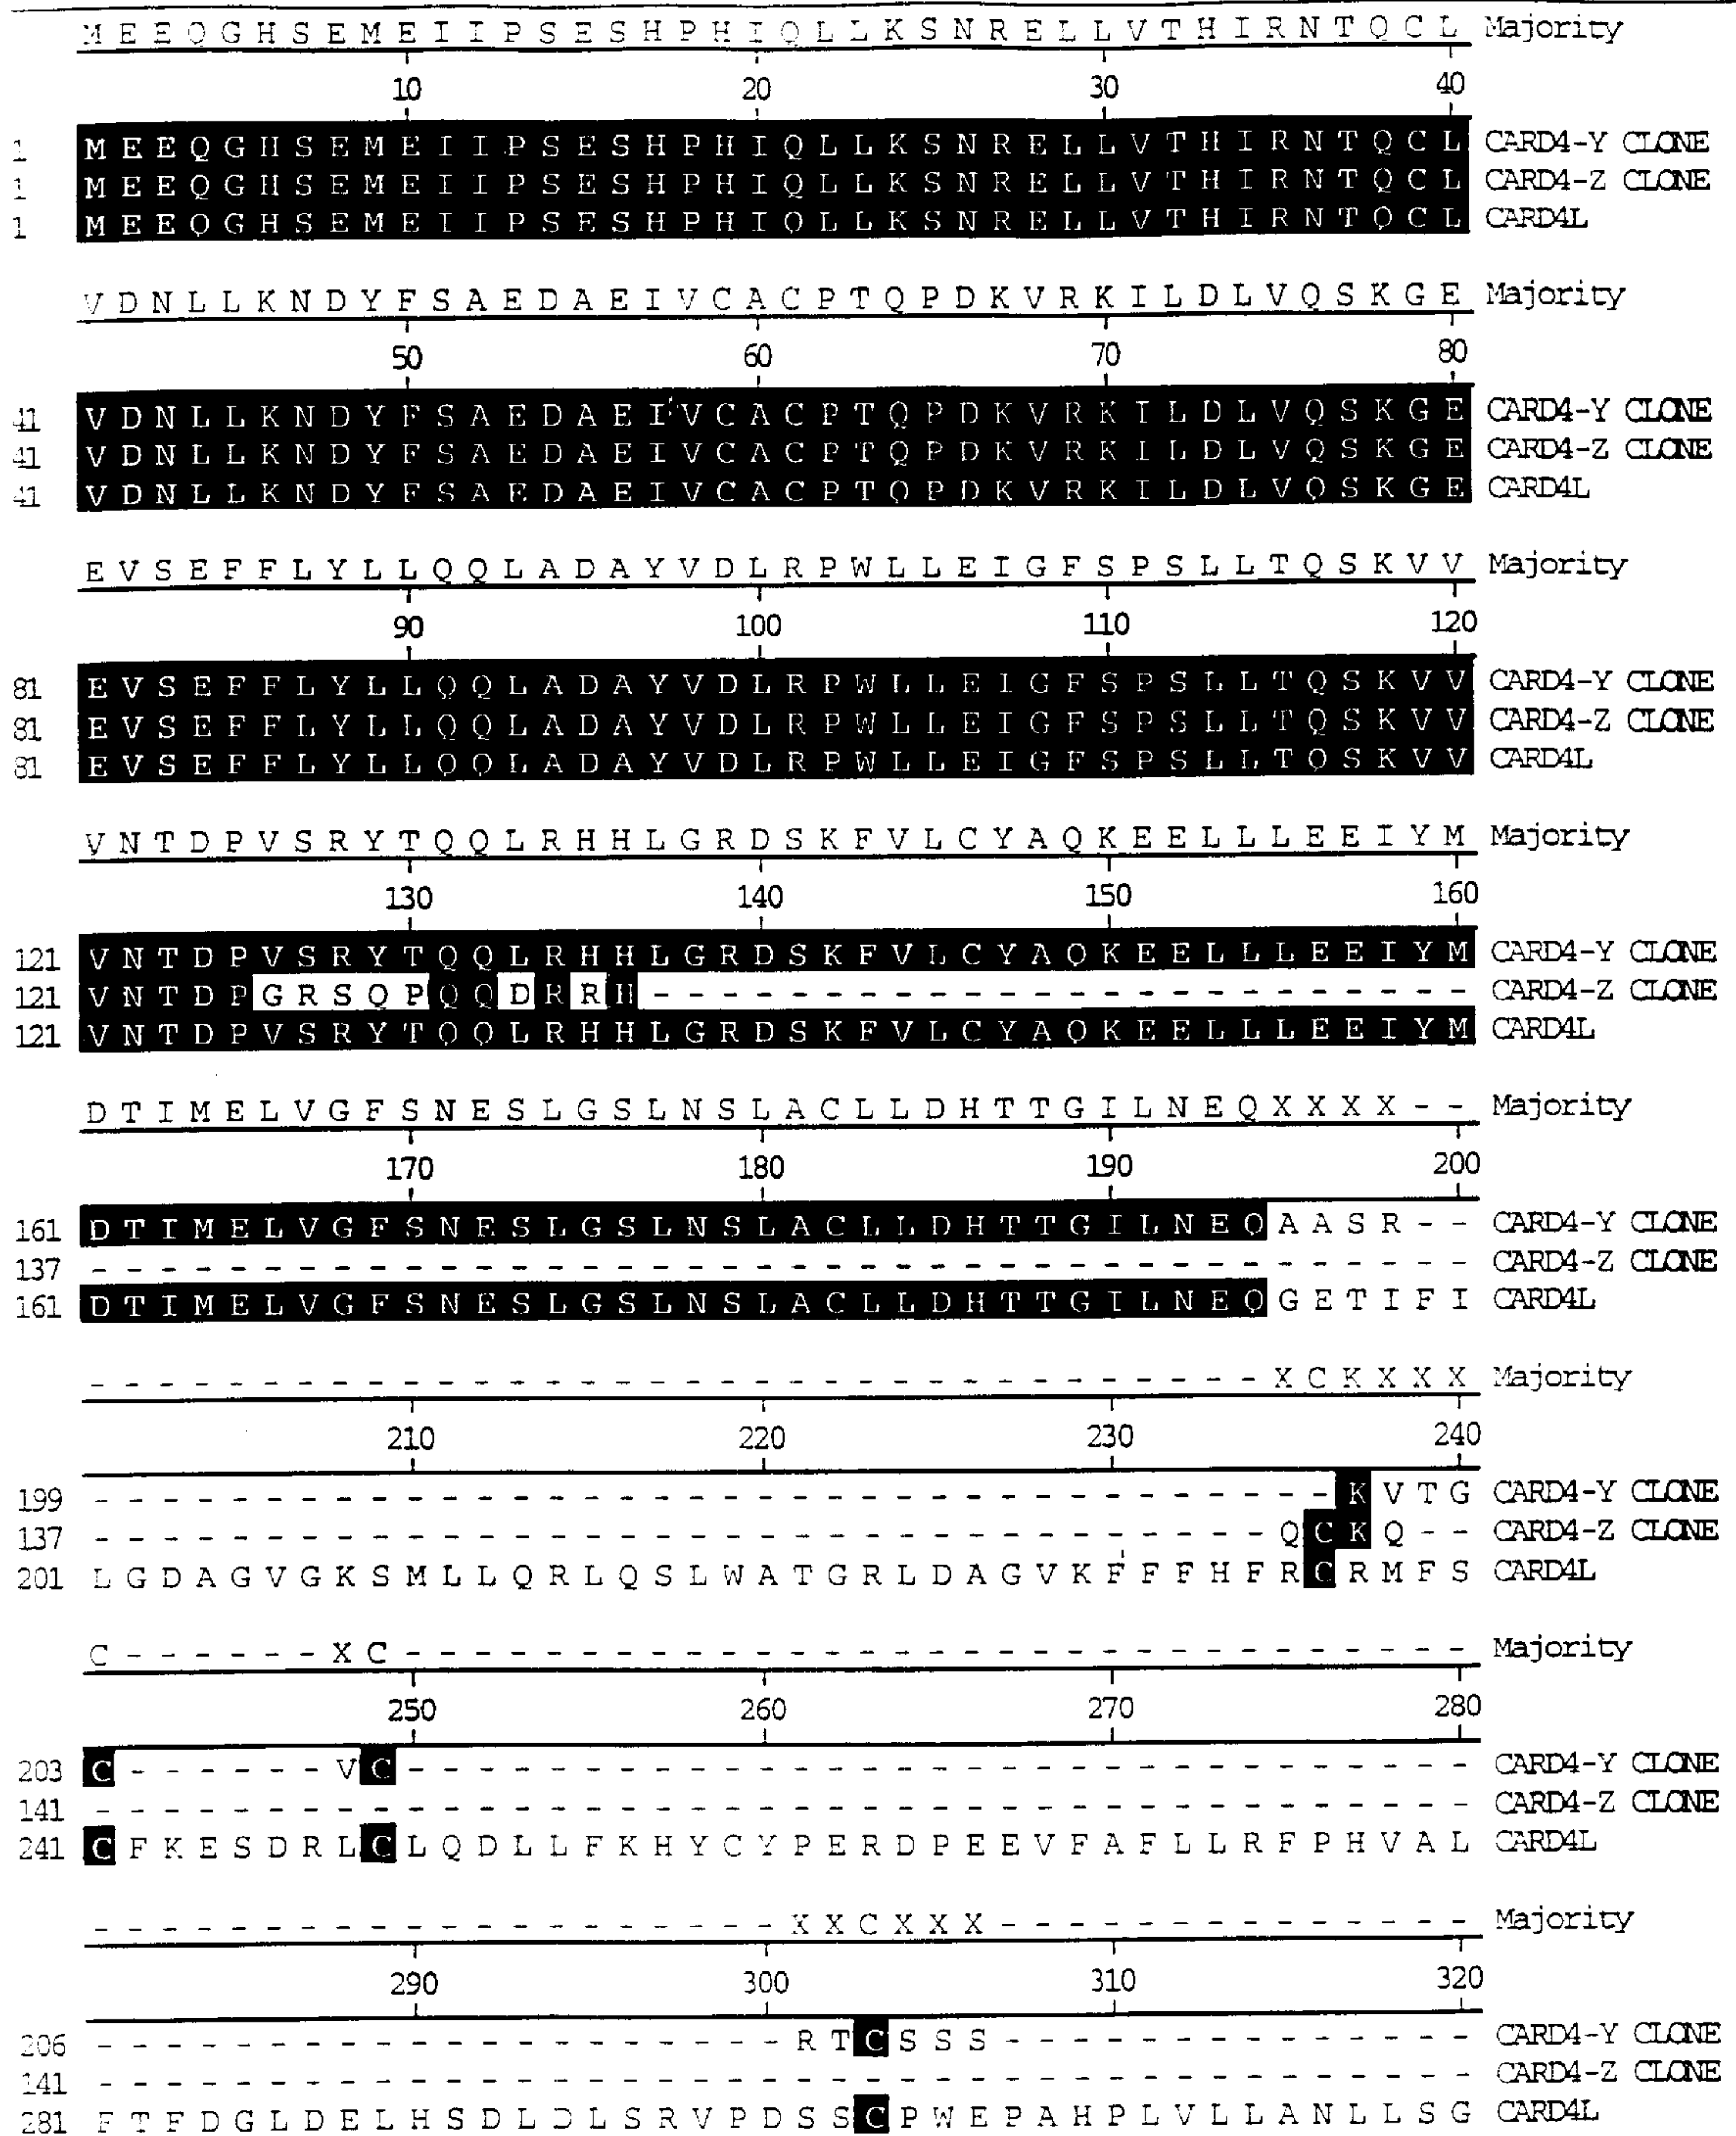 M E E Q G H S E M E I I P S E S H P H I Q L L K S N R E L L V T H I R N T Q C L Majority
10 20 30 40
1 M E E Q G H S E M E I I P S E S H P H I Q L L K S N R E L L V T H I R N T Q C L CARD4-Y CLONE
1 M E E Q G H S E M E I I P S E S H P H I Q L L K S N R E L L V T H I R N T Q C L CARD4-Z CLONE
1 M E E Q G H S E M E I I P S E S H P H I Q L L K S N R E L L V T H I R N T Q C L CARD4L
V D N L L K N D Y F S A E D A E I V C A C P T Q P D K V R K I L D L V Q S K G E Majority
50 60 70 80
41 V D N L L K N D Y F S A E D A E I V C A C P T Q P D K V R K I L D L V Q S K G E CARD4-Y CLONE
41 V D N L L K N D Y F S A E D A E I V C A C P T Q P D K V R K I L D L V Q S K G E CARD4-Z CLONE
41 V D N L L K N D Y F S A E D A E I V C A C P T Q P D K V R K I L D L V Q S K G E CARD4L
E V S E F F L Y L L Q Q L A D A Y V D L R P W L L E I G F S P S L L T Q S K V V Majority
90 100 110 120
81 E V S E F F L Y L L Q Q L A D A Y V D L R P W L L E I G F S P S L L T Q S K V V CARD4-Y CLONE
81 E V S E F F L Y L L Q Q L A D A Y V D L R P W L L E I G F S P S L L T Q S K V V CARD4-Z CLONE
81 E V S E F F L Y L L Q Q L A D A Y V D L R P W L L E I G F S P S L L T Q S K V V CARD4L
V N T D P V S R Y T Q Q L R H H L G R D S K F V L C Y A Q K E E L L L E E I Y M Majority
130 140 150 160
121 V N T D P V S R Y T Q Q L R H H L G R D S K F V L C Y A Q K E E L L L E E I Y M CARD4-Y CLONE
121 V N T D P G R S Q P Q Q D R R H - - - - - - - - - - - - - - - - - - - - - - - - CARD4-Z CLONE
121 V N T D P V S R Y T Q Q L R H H L G R D S K F V L C Y A Q K E E L L L E E I Y M CARD4L
D T I M E L V G F S N E S L G S L N S L A C L L D H T T G I L N E Q X X X X - - Majority
170 180 190 200
161 D T I M E L V G F S N E S L G S L N S L A C L L D H T T G I L N E Q A A S R - - CARD4-Y CLONE
137 - - - - - - - - - - - - - - - - - - - - - - - - - - - - - - - - - - - - - - - - CARD4-Z CLONE
161 D T I M E L V G F S N E S L G S L N S L A C L L D H T T G I L N E Q G E T I F I CARD4L
- - - - - - - - - - - - - - - - - - - - - - - - - - - - - - - - - - X C K X X X Majority
210 220 230 240
199 - - - - - - - - - - - - - - - - - - - - - - - - - - - - - - - - - - - - K V T G CARD4-Y CLONE
137 - - - - - - - - - - - - - - - - - - - - - - - - - - - - - - - - - - Q C K Q - - CARD4-Z CLONE
201 L G D A G V G K S M L L Q R L Q S L W A T G R L D A G V K F F F H F R C R M F S CARD4L
C - - - - - - X C - - - - - - - - - - - - - - - - - - - - - - - - - - - - - - - Majority
250 260 270 280
203 C - - - - - - V C - - - - - - - - - - - - - - - - - - - - - - - - - - - - - - - CARD4-Y CLONE
141 - - - - - - - - - - - - - - - - - - - - - - - - - - - - - - - - - - - - - - - - CARD4-Z CLONE
241 C F K E S D R L C L Q D L L F K H Y C Y P E R D P E E V F A F L L R F P H V A L CARD4L
- - - - - - - - - - - - - - - - - - - - X X C X X X - - - - - - - - - - - - - - Majority
290 300 310 320
206 - - - - - - - - - - - - - - - - - - - - R T C S S S - - - - - - - - - - - - - - CARD4-Y CLONE
141 - - - - - - - - - - - - - - - - - - - - - - - - - - - - - - - - - - - - - - - - CARD4-Z CLONE
281 F T F D G L D E L H S D L D L S R V P D S S C P W E P A H P L V L L A N L L S G CARD4L